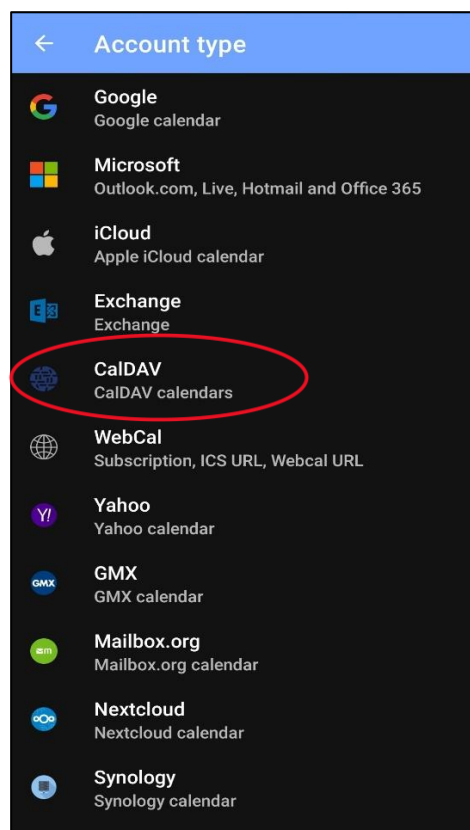 Account type
Google
Google calendar
Microsoft
Outlook.com, Live, Hotmail and Office 365
iCloud
Apple iCloud calendar
Exchange
Exchange
CalDAV
CalDAV calendars
WebCal
Subscription, ICS URL, Webcal URL
Yahoo
Yahoo calendar
GMX
GMX
GMX calendar
Mailbox.org
Mailbox.org calendar
Nextcloud
Nextcloud calendar
Synology
Synology calendar